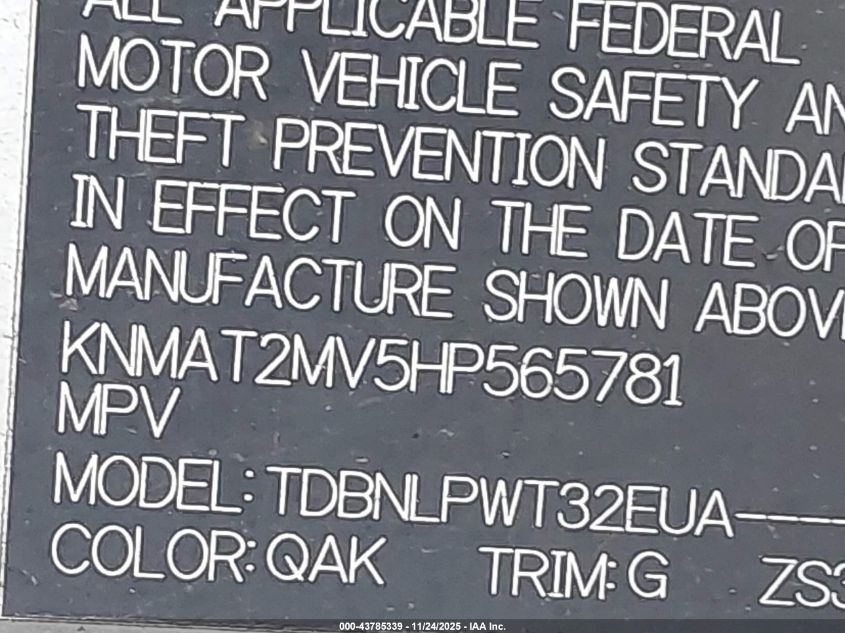 ALL APPLICABLE FEDERAL
MOTOR VEHICLE SAFETY AN
THEFT PREVENTION STANDA
IN EFFECT ON THE DATE OF
MANUFACTURE SHOWN ABOV
KNMAT2MV5HP565781
MPV
MODEL: TDBNLPWT32EUA-----
COLOR: QAK TRIM: G ZS3
000-43785339 - 11/24/2025 - IAA Inc.